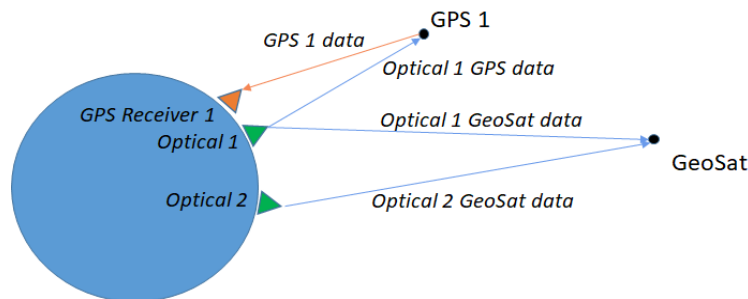 GPS 1
GPS 1 data
Optical 1 GPS data
GPS Receiver 1
Optical 1 GeoSat data
Optical 1
GeoSat
Optical 2
Optical 2 GeoSat data